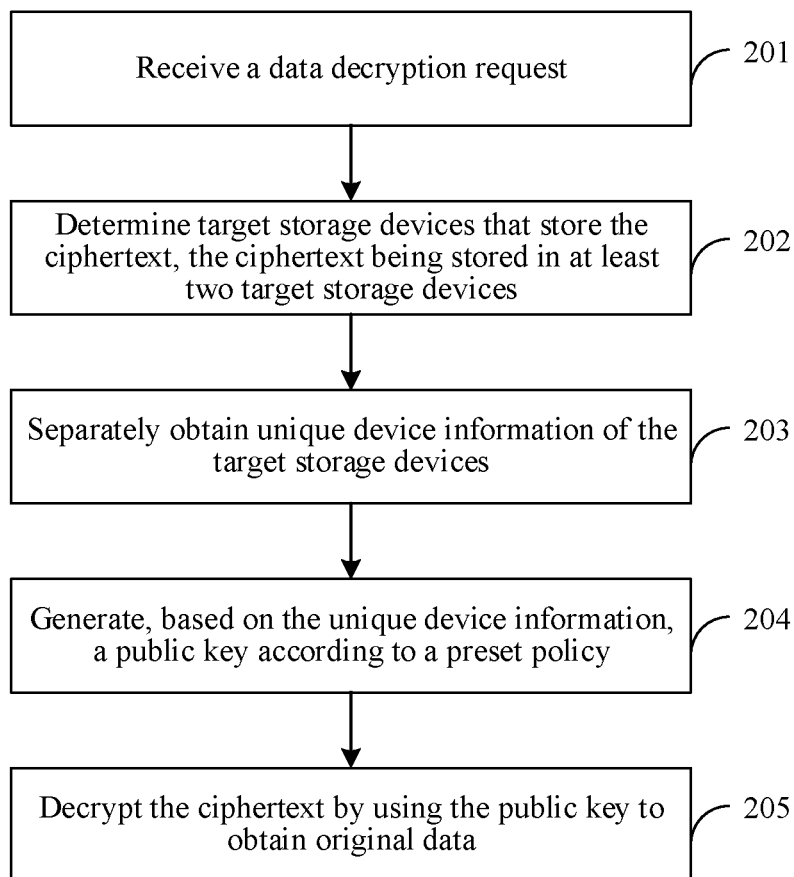 Receive a data decryption request
201
Determine target storage devices that store the
ciphertext, the ciphertext being stored in at least
two target storage devices
202
Separately obtain unique device information of the
target storage devices
203
Generate, based on the unique device information,
a public key according to a preset policy
204
Decrypt the ciphertext by using the public key to
obtain original data
205